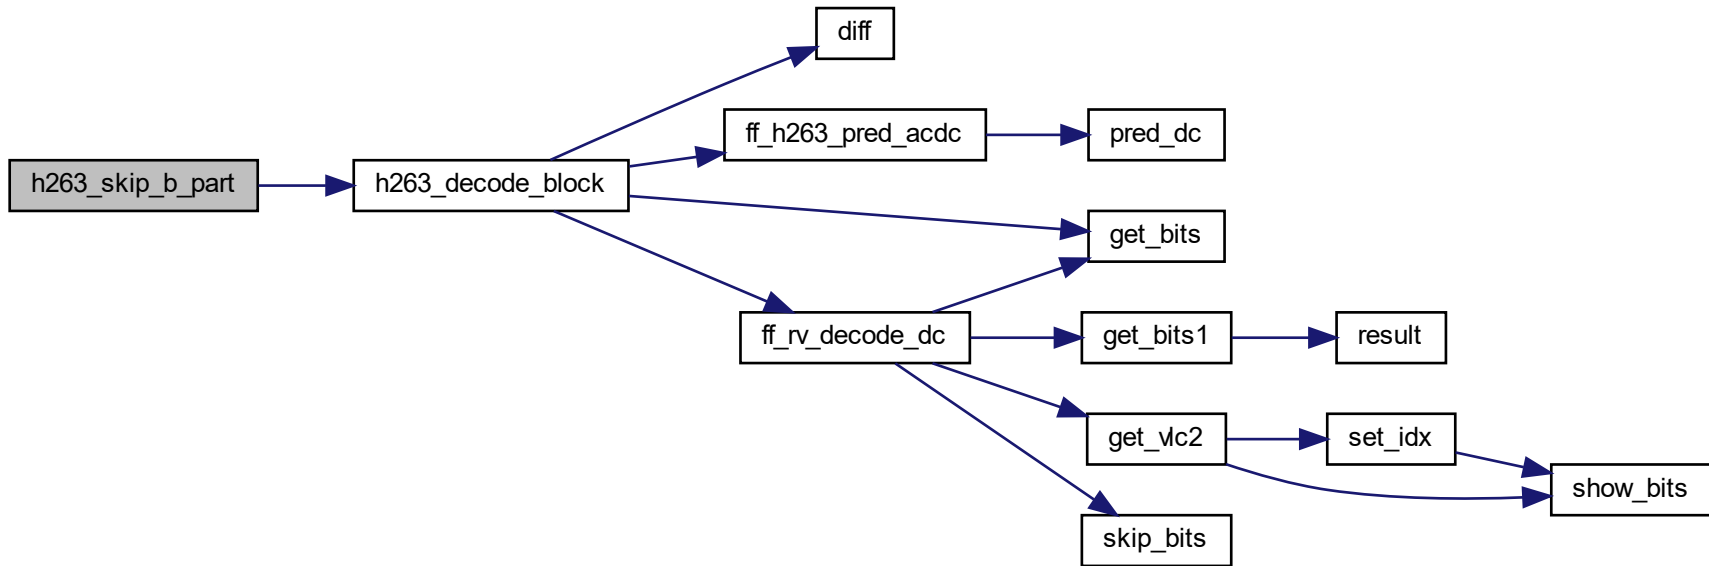 diff
ff_h263_pred_acdc
pred_dc
h263_skip_b_part
h263_decode_block
get_bits
ff_rv_decode_dc
get_bits1
result
get_vlc2
set_idx
show_bits
skip_bits